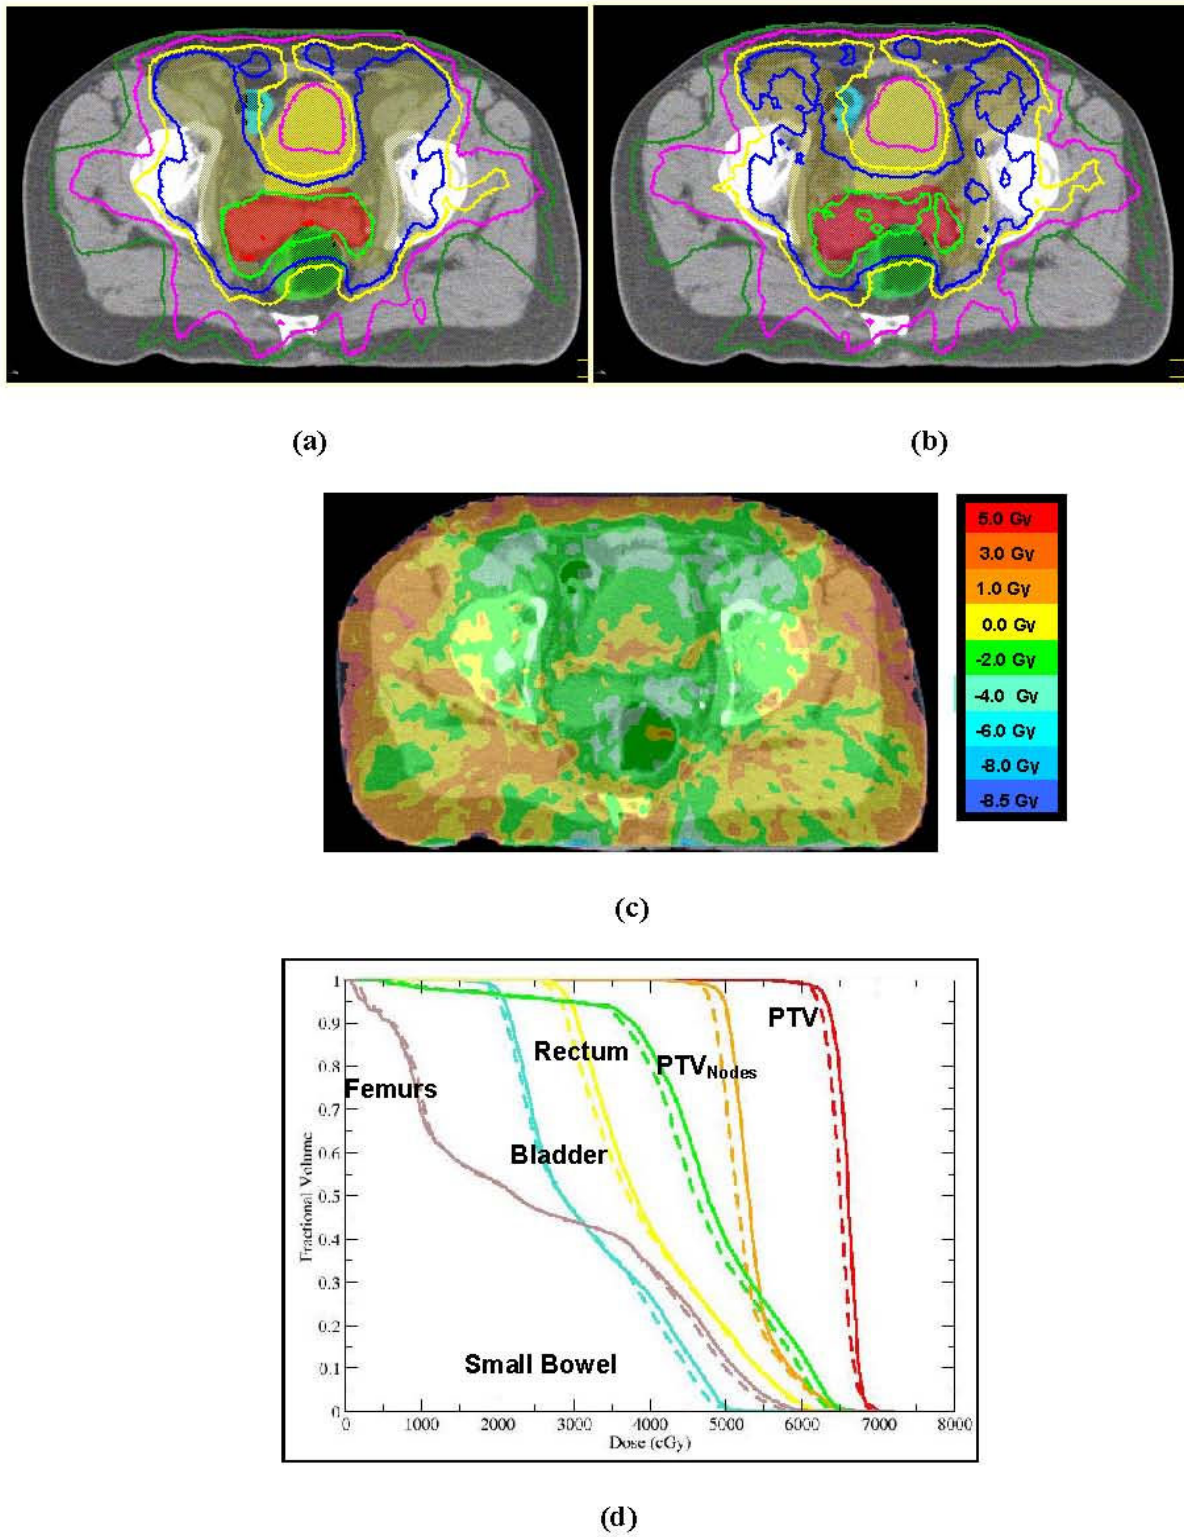 (a)
(b)
5.0 Gy
3.0 Gy
1.0 Gy
0.0 Gy
-2.0 Gy
-4.0 Gy
-6.0 Gy
-8.0 Gy
-8.5 Gy
(c)
1
0.9
0.8
0.7
0.6
0.5
0.4
0.3
0.2
0.1
0
Fractional Volume
PTV
Rectum
PTVNodes
Femurs
Bladder
Small Bowel
0 1000 2000 3000 4000 5000 6000 7000 8000
Dose (cGy)
(d)